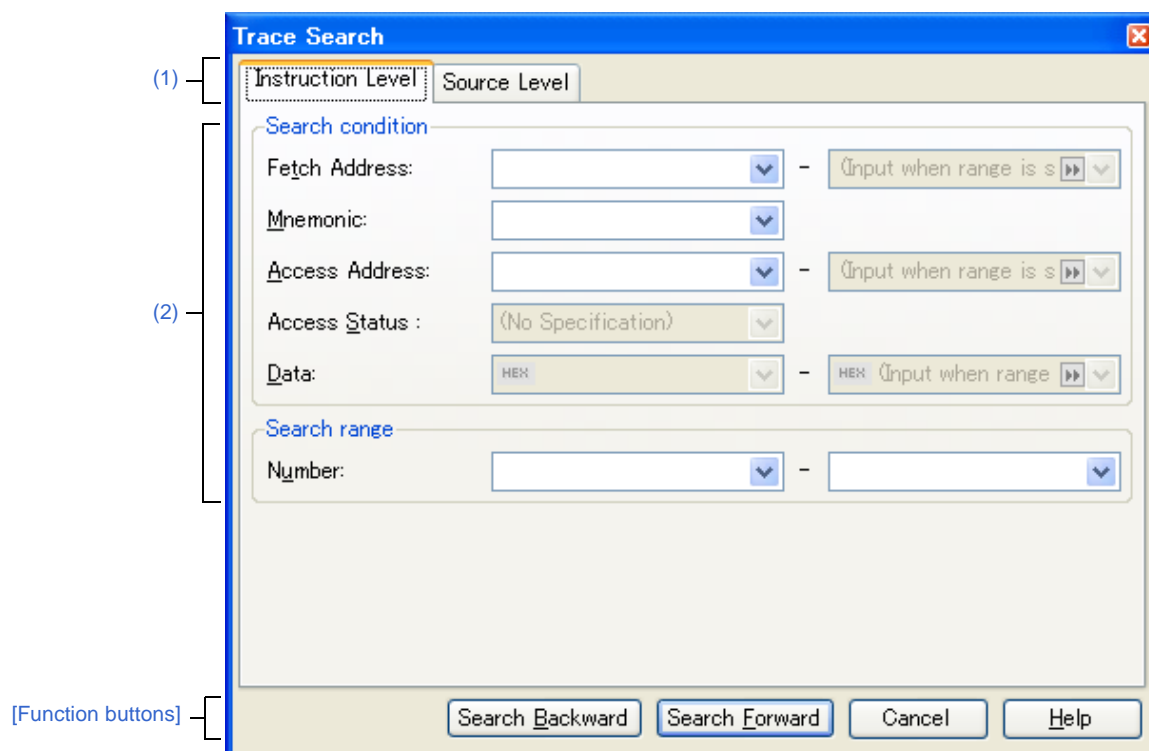 Trace Search
(1)
Instruction Level Source Level
(2)
Search condition
Fetch Address: - (Input when range is s
Mnemonic:
Access Address: - (Input when range is s
Access Status : (No Specification)
Data: HEX - HEX (Input when range
Search range
Number: -
[Function buttons]
Search Backward Search Forward Cancel Help